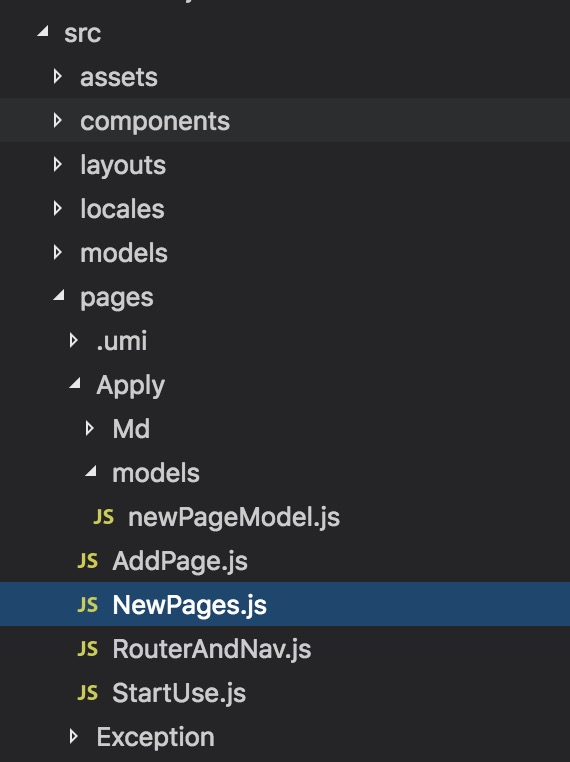 src
assets
components
layouts
locales
models
pages
.umi
Apply
Md
models
JS newPageModel.js
JS AddPage.js
JS NewPages.js
JS RouterAndNav.js
JS StartUse.js
Exception